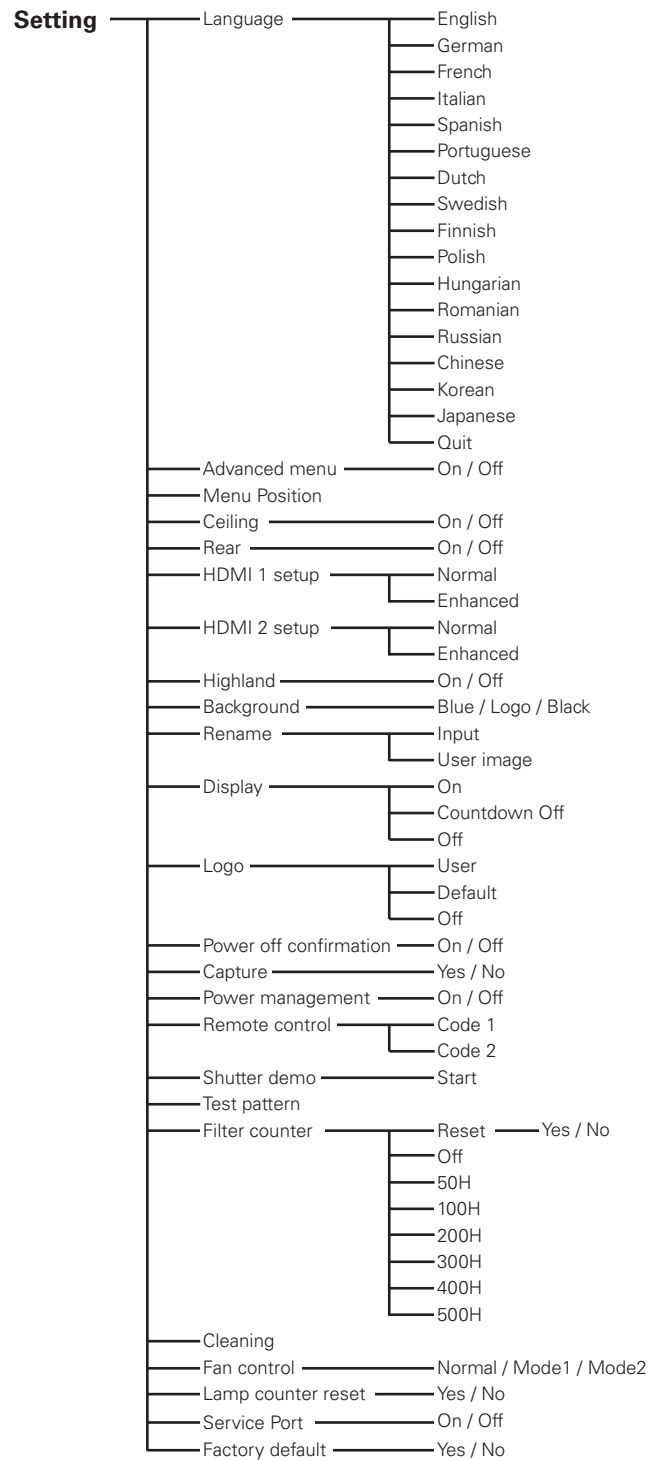 Setting Language English
German
French
Italian
Spanish
Portuguese
Dutch
Swedish
Finnish
Polish
Hungarian
Romanian
Russian
Chinese
Korean
Japanese
Quit
Advanced menu On / Off
Menu Position
Ceiling On / Off
Rear On / Off
HDMI 1 setup Normal
Enhanced
HDMI 2 setup Normal
Enhanced
Highland On / Off
Background Blue / Logo / Black
Rename Input
User image
Display On
Countdown Off
Off
Logo User
Default
Off
Power off confirmation On / Off
Capture Yes / No
Power management On / Off
Remote control Code 1
Code 2
Shutter demo Start
Test pattern
Filter counter Reset Yes / No
Off
50H
100H
200H
300H
400H
500H
Cleaning
Fan control Normal / Mode1 / Mode2
Lamp counter reset Yes / No
Service Port On / Off
Factory default Yes / No